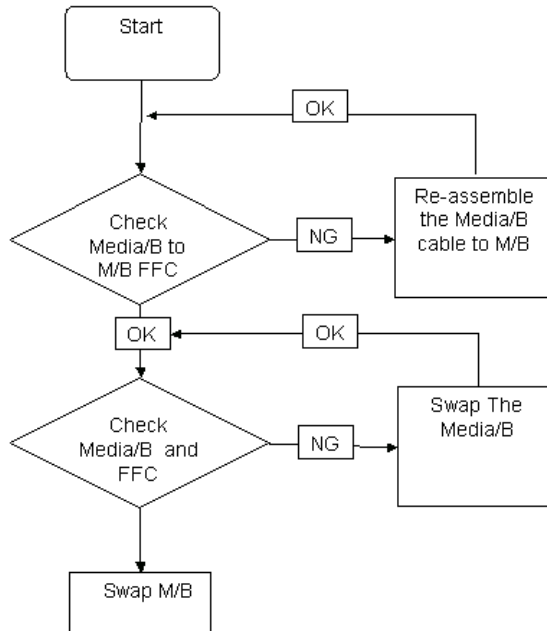 Start
OK
Check
Media/B to
M/B FFC
NG
Re-assemble
the Media/B
cable to M/B
OK
OK
Check
Media/B and
FFC
NG
Swap The
Media/B
Swap M/B